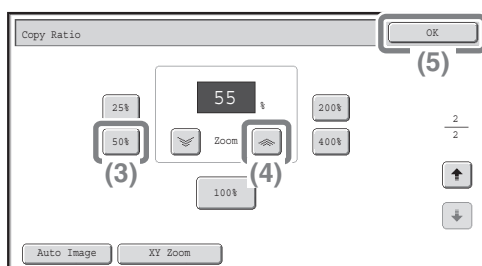 Copy Ratio
OK
(5)
55 %
25%
200%
50%
Zoom
400%
(3)
(4)
100%
2
2
Auto Image
XY Zoom